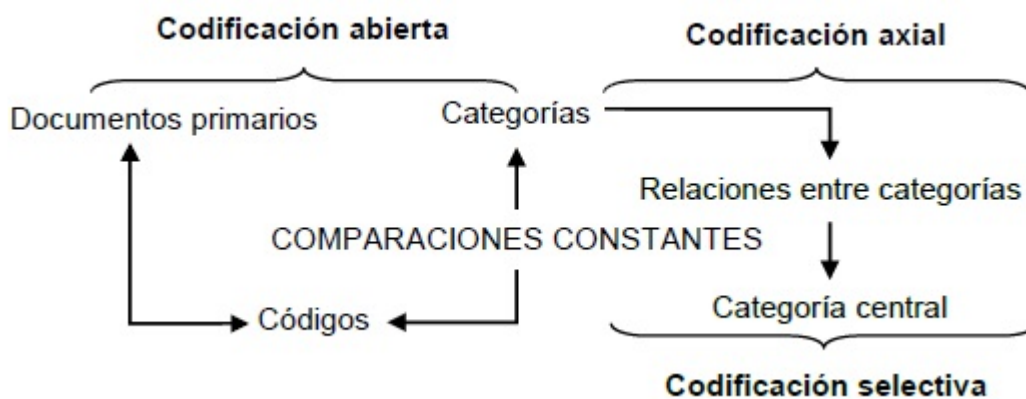 Codificación abierta
Codificación axial
Documentos primarios
Categorías
Relaciones entre categorías
COMPARACIONES CONSTANTES
Códigos
Categoría central
Codificación selectiva